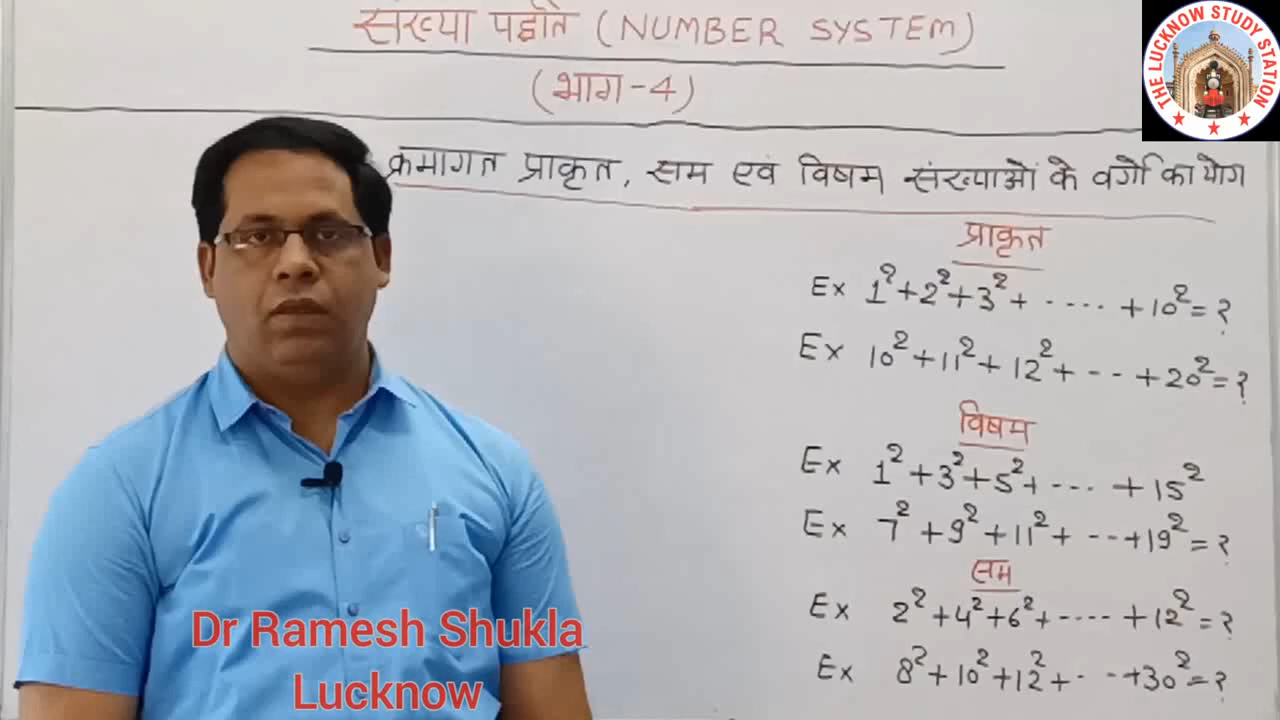 संख्या पद्धति (NUMBER SYSTEM)
(भाग-4)
THE LUCKNOW STUDY STATION
क्रमागत प्राकृत, सम एवं विषम संख्याओं के वर्गों का योग
प्राकृत
Ex 1²+2²+3²+ ..... +10²=?
Ex 10²+11²+12²+ -- +20²=?
विषम
Ex 1²+3²+5²+ ---- +15²
Ex 7²+9²+11²+ --+19²=?
सम
Ex 2²+4²+6²+ ----- +12²=?
Ex 8²+10²+12²+ - --+30²=?
Dr Ramesh Shukla
Lucknow